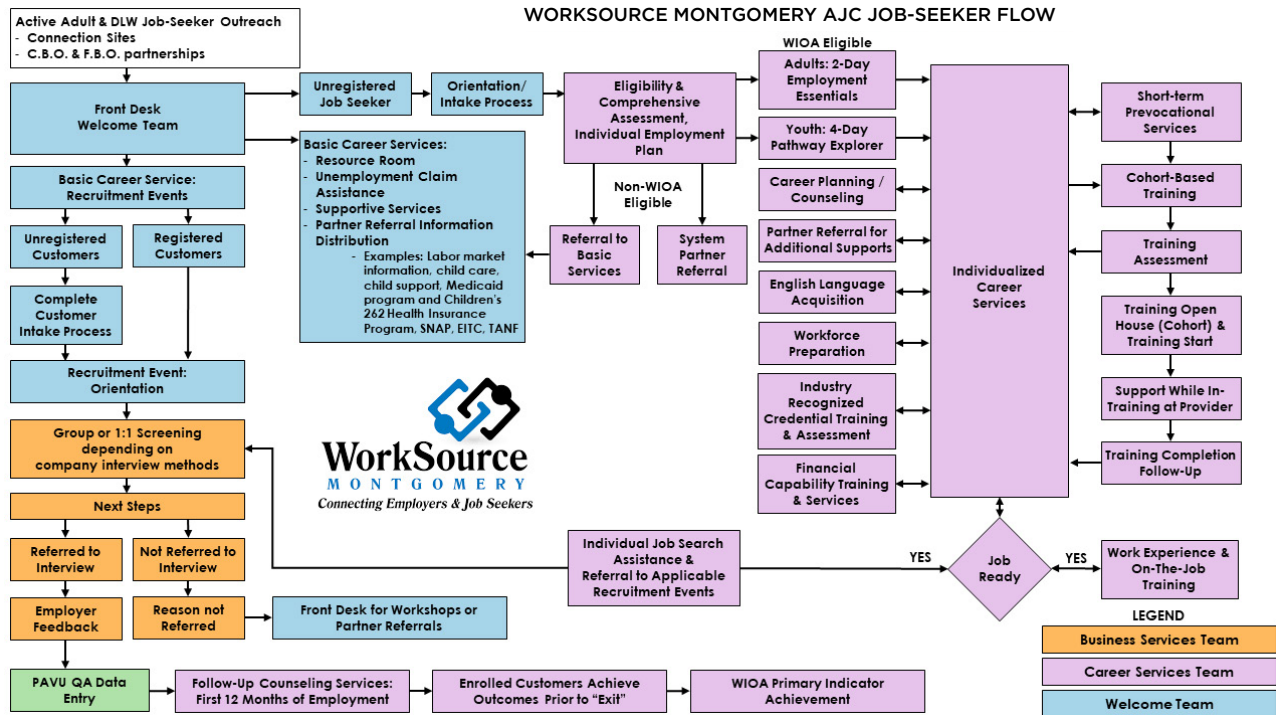 WORKSOURCE MONTGOMERY AJC JOB-SEEKER FLOW
Active Adult & DLW Job-Seeker Outreach
- Connection Sites
- C.B.O. & F.B.O. partnerships
Front Desk
Welcome Team
Unregistered
Job Seeker
Orientation/
Intake Process
Eligibility &
Comprehensive
Assessment,
Individual Employment
Plan
WIOA Eligible
Adults: 2-Day
Employment
Essentials
Youth: 4-Day
Pathway Explorer
Career Planning /
Counseling
Partner Referral for
Additional Supports
English Language
Acquisition
Workforce
Preparation
Industry
Recognized
Credential Training
& Assessment
Financial
Capability Training
& Services
Individualized
Career
Services
Short-term
Prevocational
Services
Cohort-Based
Training
Training
Assessment
Training Open
House (Cohort) &
Training Start
Support While In-
Training at Provider
Training Completion
Follow-Up
Non-WIOA
Eligible
Referral to
Basic
Services
System
Partner
Referral
Basic Career Services:
• Resource Room
• Unemployment Claim
Assistance
• Supportive Services
• Partner Referral Information
Distribution
- Examples: Labor market
information, child care,
child support, Medicaid
program and Children's
262 Health Insurance
Program, SNAP, EITC, TANF
Basic Career Service:
Recruitment Events
Unregistered
Customers
Registered
Customers
Complete
Customer
Intake Process
Recruitment Event:
Orientation
Group or 1:1 Screening
depending on
company interview methods
Next Steps
Referred to
Interview
Not Referred to
Interview
Employer
Feedback
Reason not
Referred
Front Desk for Workshops or
Partner Referrals
WorkSource
MONTGOMERY
Connecting Employers & Job Seekers
Individual Job Search
Assistance &
Referral to Applicable
Recruitment Events
YES
Job
Ready
YES
Work Experience &
On-The-Job
Training
PAVU QA Data
Entry
Follow-Up Counseling Services:
First 12 Months of Employment
Enrolled Customers Achieve
Outcomes Prior to “Exit”
WIOA Primary Indicator
Achievement
LEGEND
Business Services Team
Career Services Team
Welcome Team